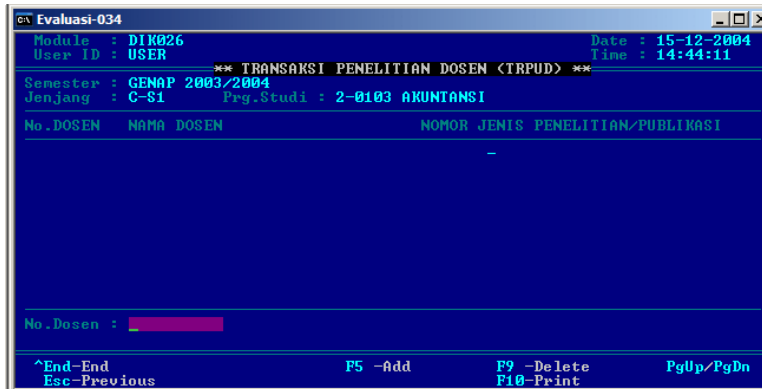 Evaluasi-034
Module : DIK026 Date : 15-12-2004
User ID : USER Time : 14:44:11
** TRANSAKSI PENELITIAN DOSEN (TRPUD) **
Semester : GENAP 2003/2004
Jenjang : C-S1 Prg.Studi : 2-0103 AKUNTANSI
No.DOSEN NAMA DOSEN NOMOR JENIS PENELITIAN/PUBLIKASI
No.Dosen :
^End-End F5 -Add F9 -Delete PgUp/PgDn
Esc-Previous F10-Print